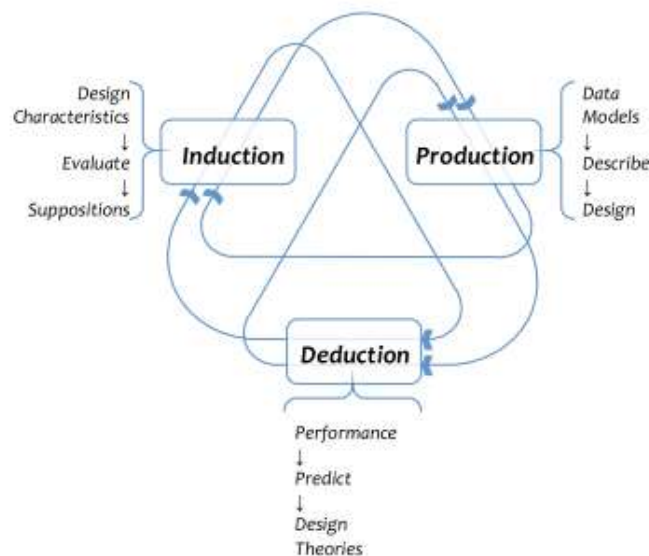 Design
Characteristics
↓
Evaluate
↓
Suppositions
Induction
Production
Data
Models
↓
Describe
↓
Design
Deduction
Performance
↓
Predict
↓
Design
Theories